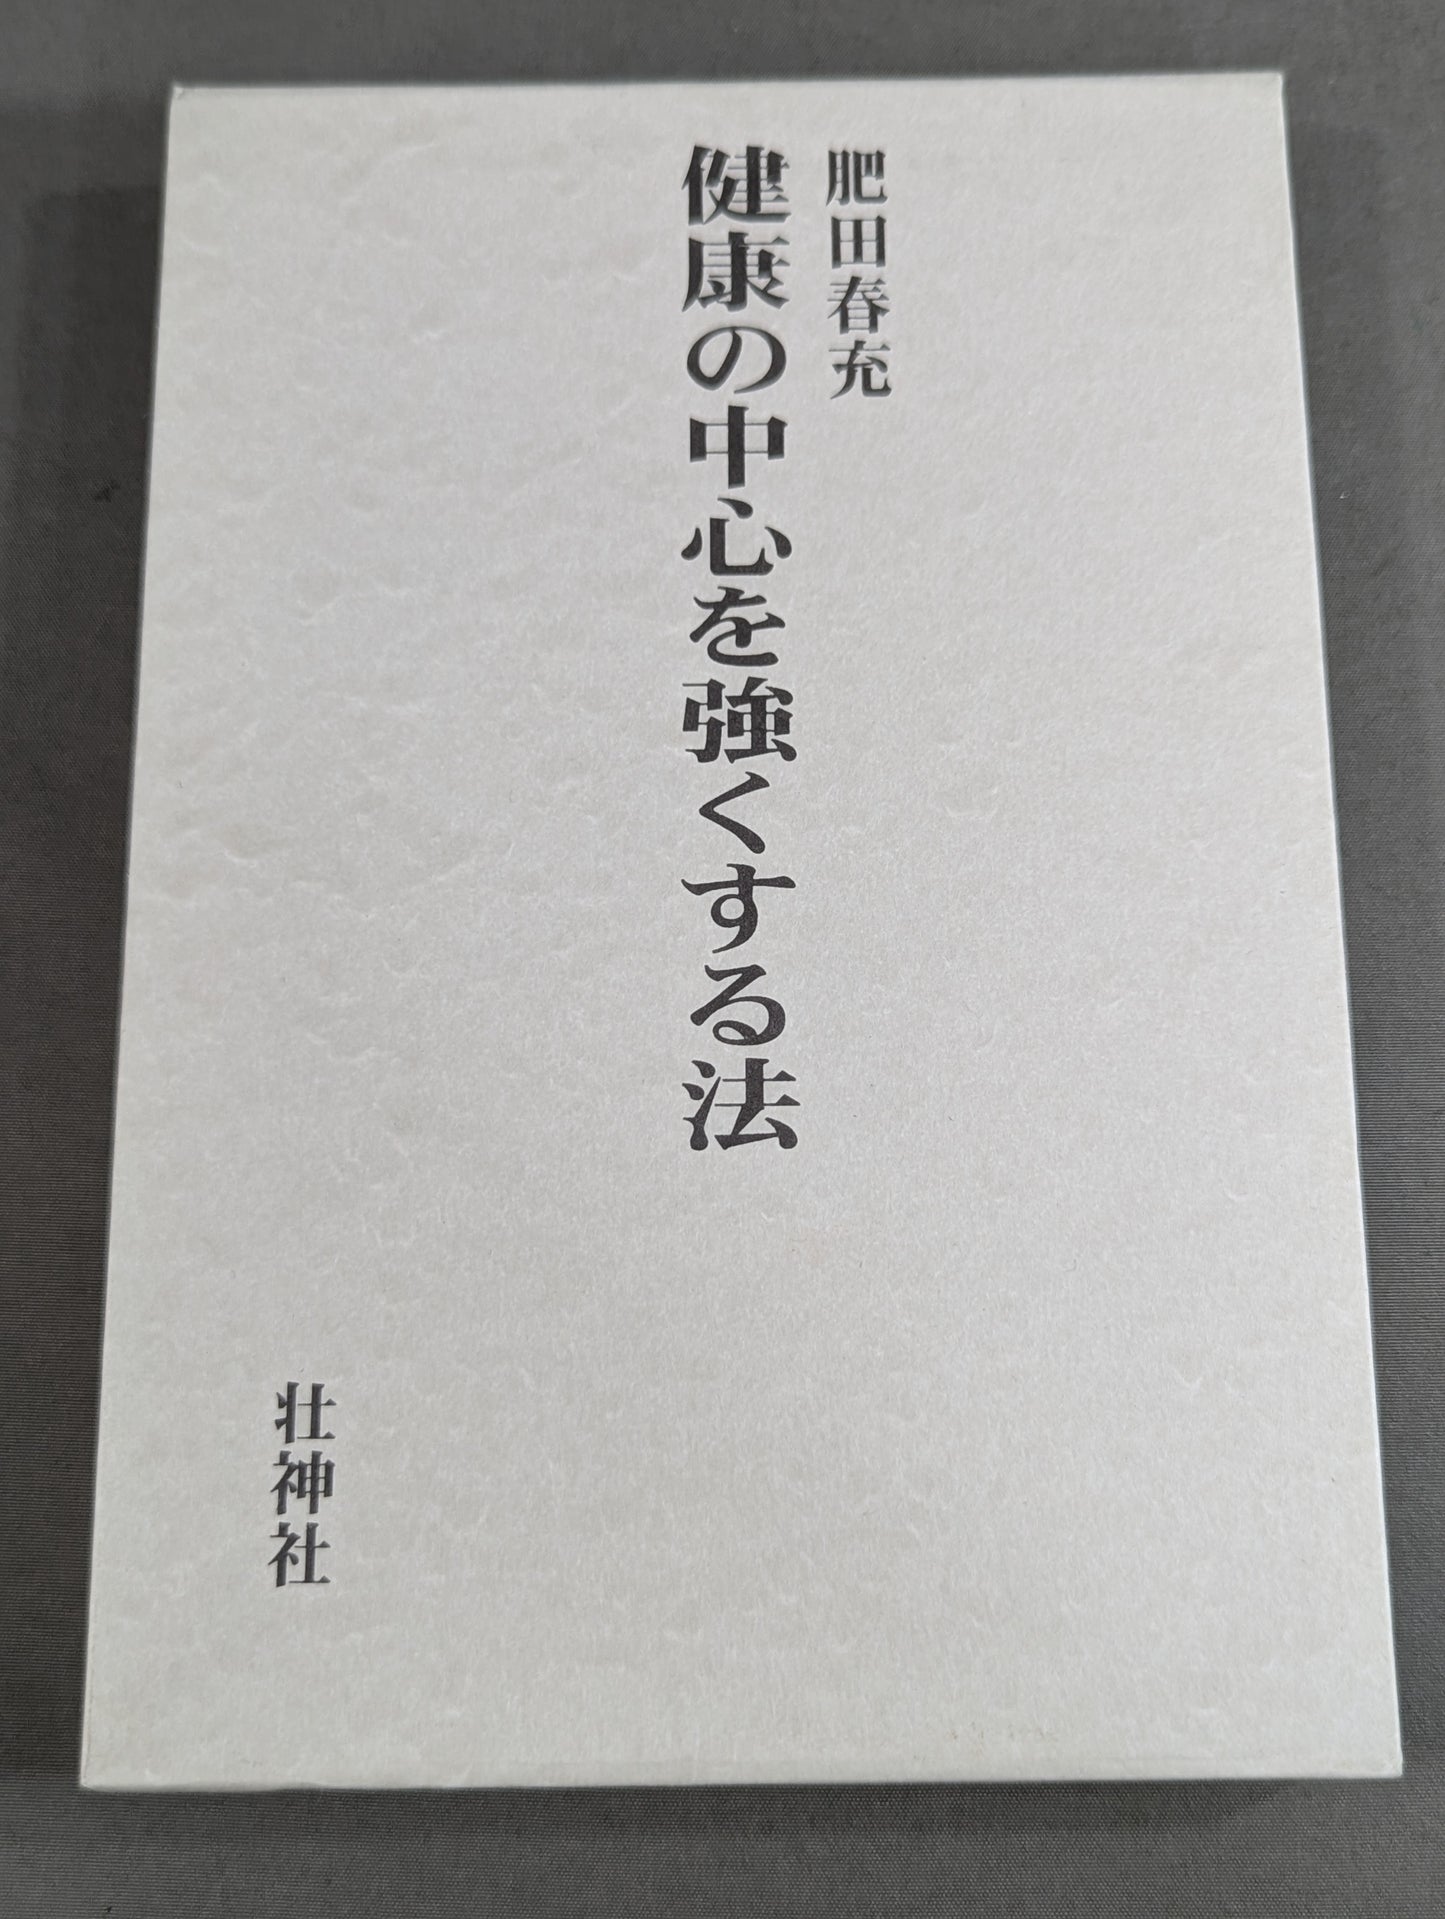 肥田春充
健康の中心を強くする法
壮神社